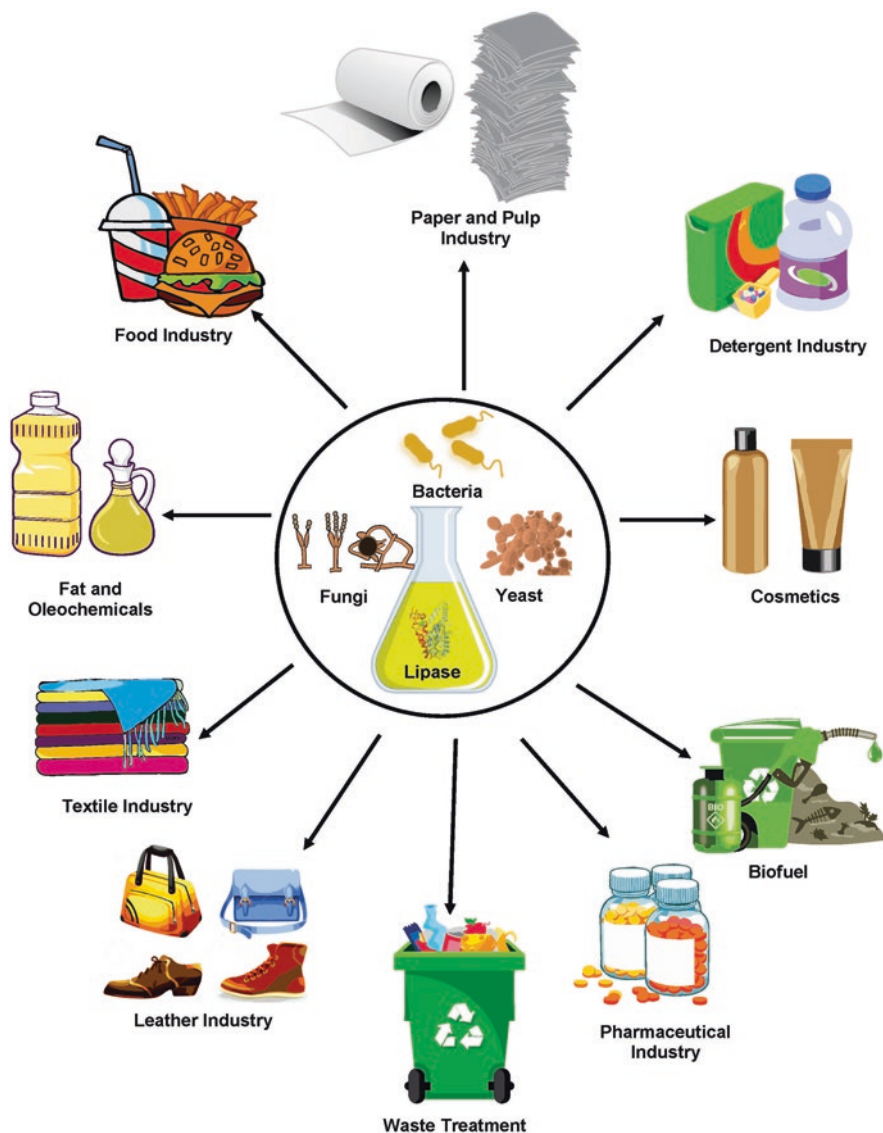 Paper and Pulp
Industry
Food Industry
Detergent Industry
Bacteria
Fungi
Yeast
Lipase
Fat and
Oleochemicals
Cosmetics
Textile Industry
BIO
Biofuel
Leather Industry
Pharmaceutical
Industry
Waste Treatment